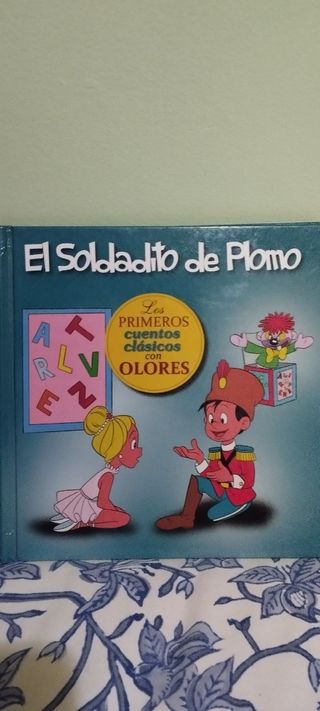 El Soldadito de Plomo
Los
PRIMEROS
cuentos
clásicos
con
OLORES
A T
R L V
E Z